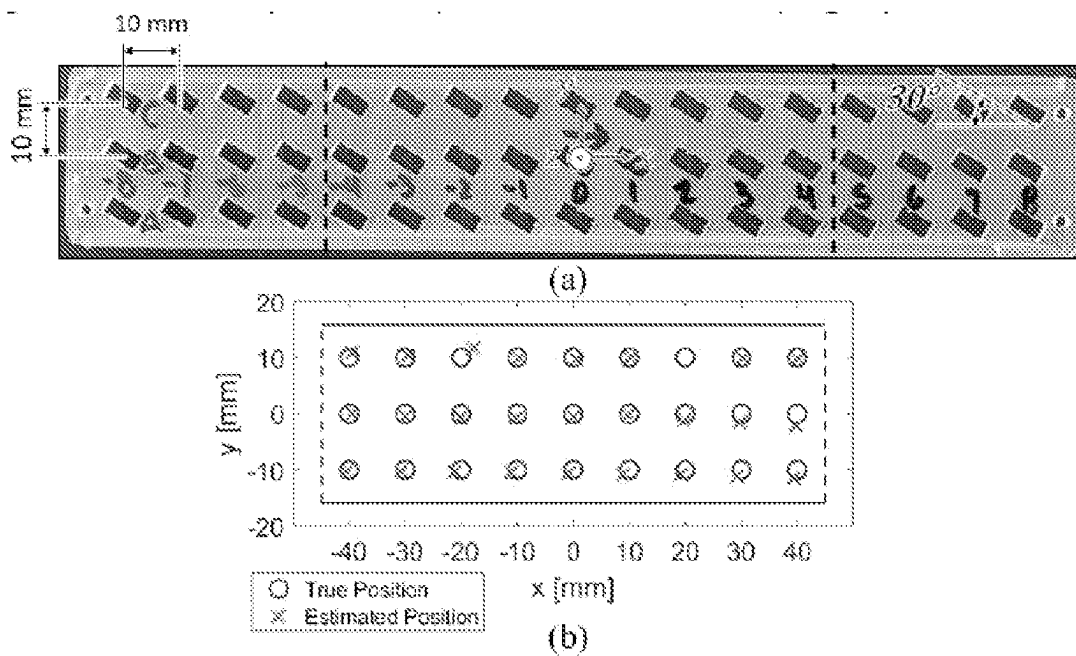 10 mm
10 mm
30°
0 1 2 3 4 5 6 7 8
(a)
20
10
0
-10
-20
y [mm]
-40 -30 -20 -10 0 10 20 30 40
x [mm]
True Position
Estimated Position
(b)